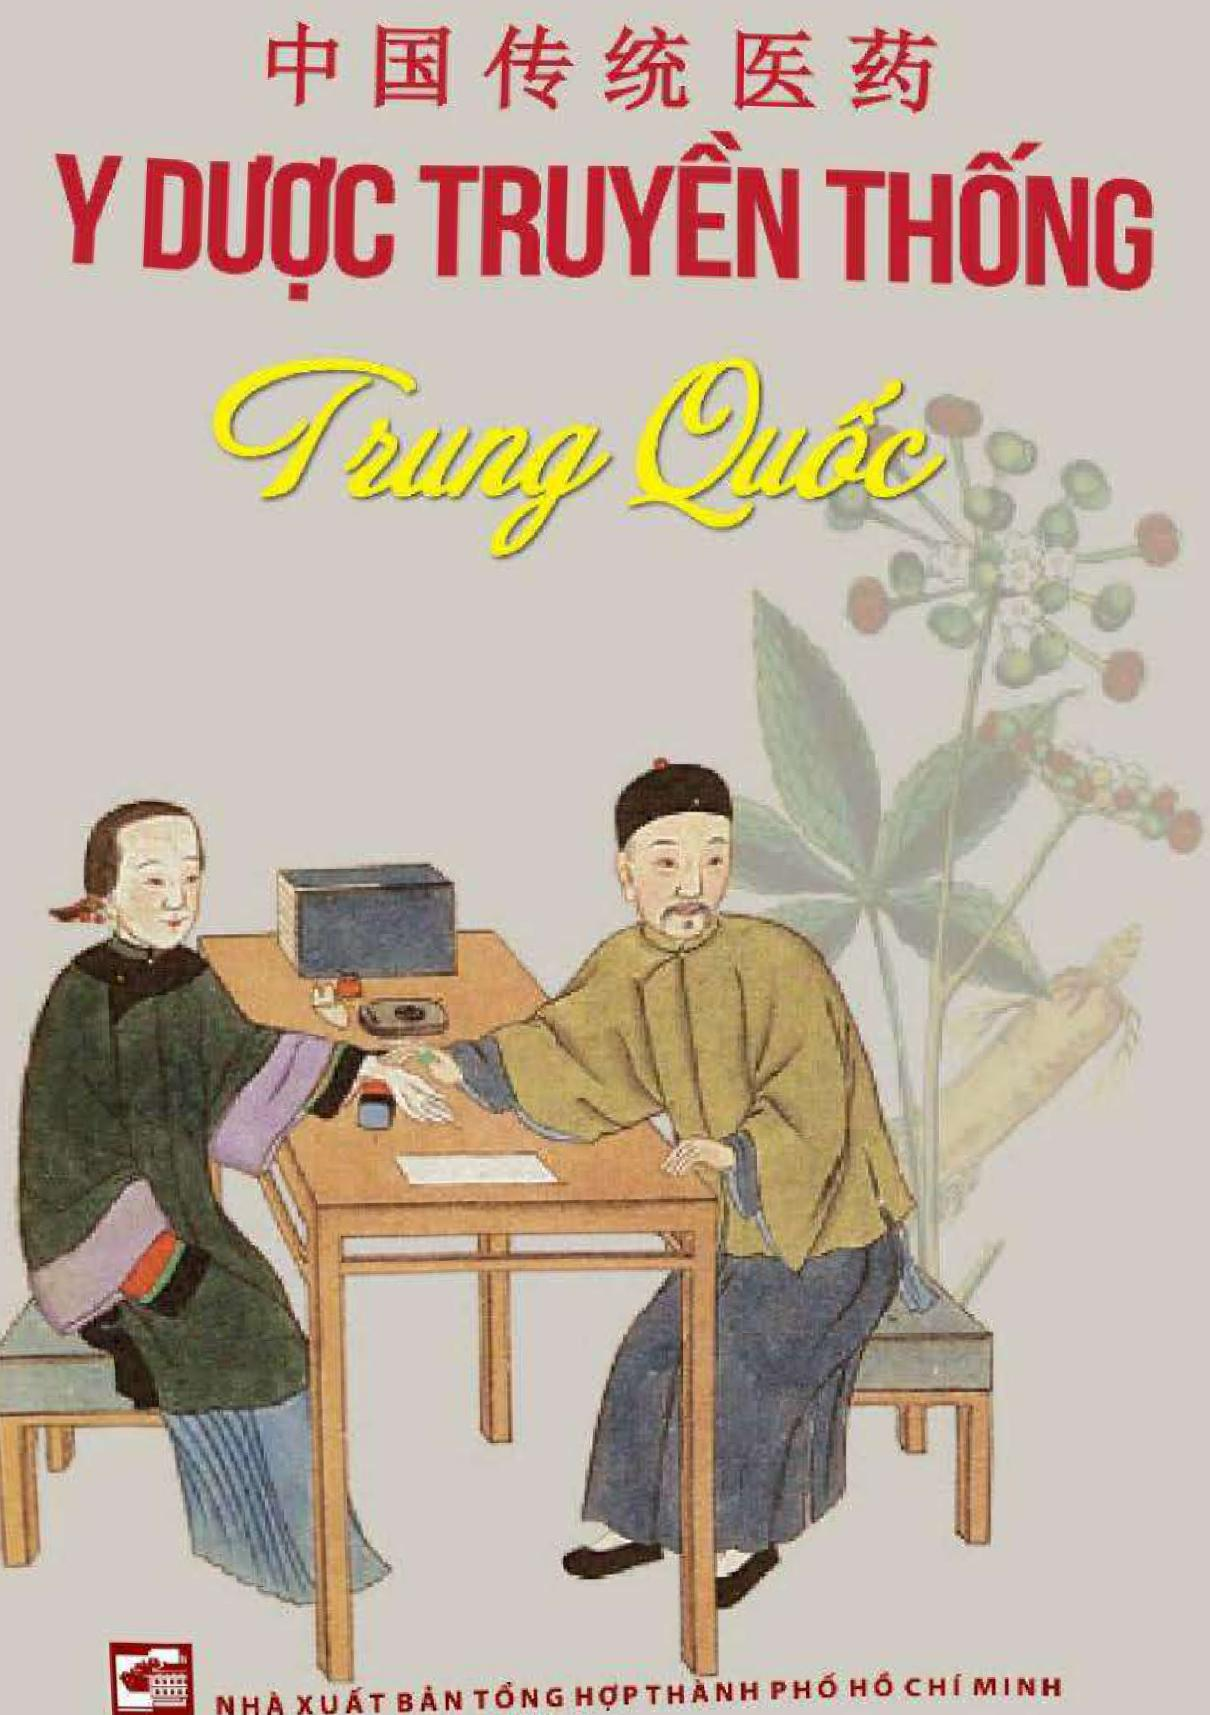 中国传统医药
Y DƯỢC TRUYỀN THỐNG
Trung Quốc
NHÀ XUẤT BẢN TỔNG HỢP THÀNH PHỐ HỒ CHÍ MINH